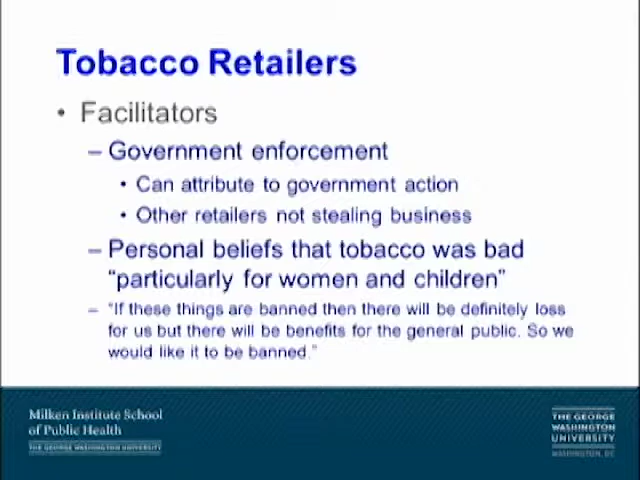 Tobacco Retailers
• Facilitators
– Government enforcement
• Can attribute to government action
• Other retailers not stealing business
– Personal beliefs that tobacco was bad
“particularly for women and children”
– “If these things are banned then there will be definitely loss
for us but there will be benefits for the general public. So we
would like it to be banned.”
Milken Institute School
of Public Health
THE GEORGE WASHINGTON UNIVERSITY
THE GEORGE
WASHINGTON
UNIVERSITY
WASHINGTON, DC